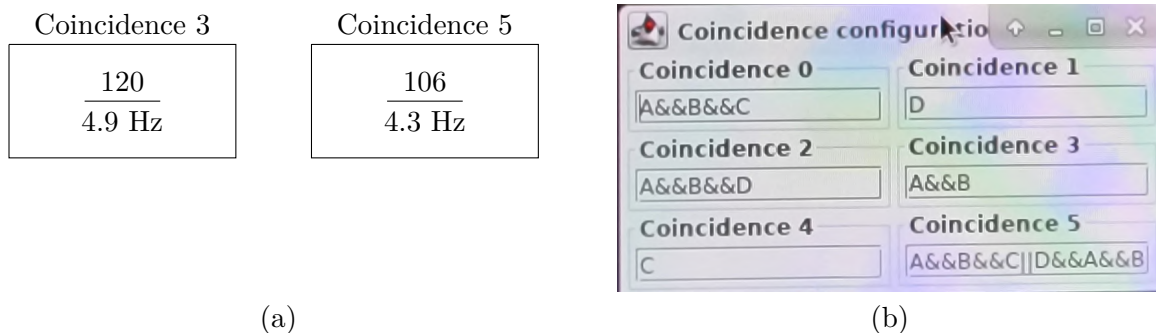 Coincidence 3
120
4.9 Hz
Coincidence 5
106
4.3 Hz
(a)
Coincidence
Coincidence 0
A&&B&&C
Coincidence 1
D
Coincidence 2
A&&B&&D
Coincidence 3
A&&B
Coincidence 4
C
Coincidence 5
A&&B&&C||D&&A&&B
(b)